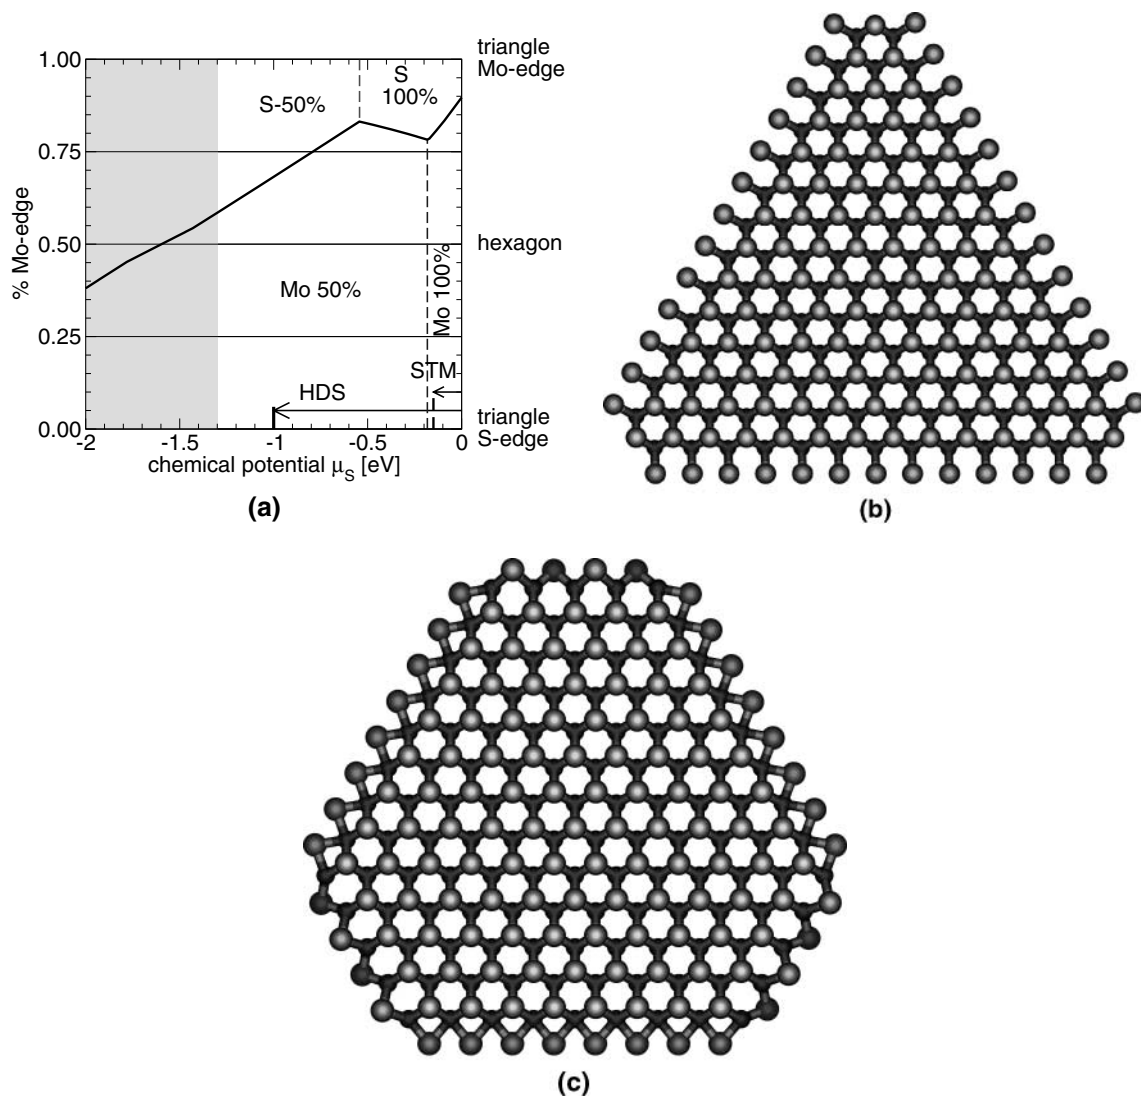 triangle
Mo-edge
1.00
S
100%
S-50%
0.75
% Mo-edge
0.50
hexagon
Mo 50%
Mo 100%
0.25
STM
HDS
triangle
S-edge
0.00
-2
-1.5
-1
-0.5
0
chemical potential μS [eV]
(a)
(b)
(c)